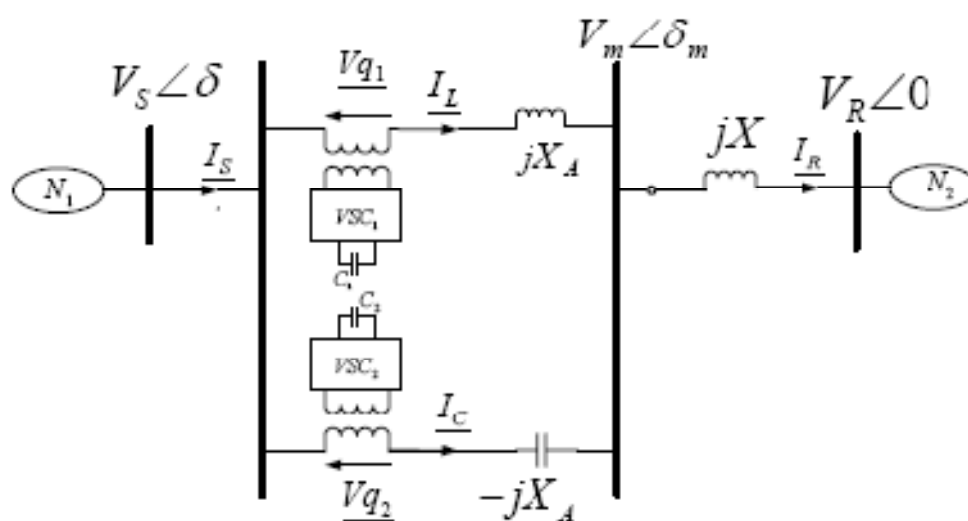 V_S∠δ
Vq_1
I_L
V_m∠δ_m
V_R∠0
N_1
I_S
jX_A
jX
I_R
N_2
VSC_1
C_1
C_2
VSC_2
I_C
Vq_2
-jX_A